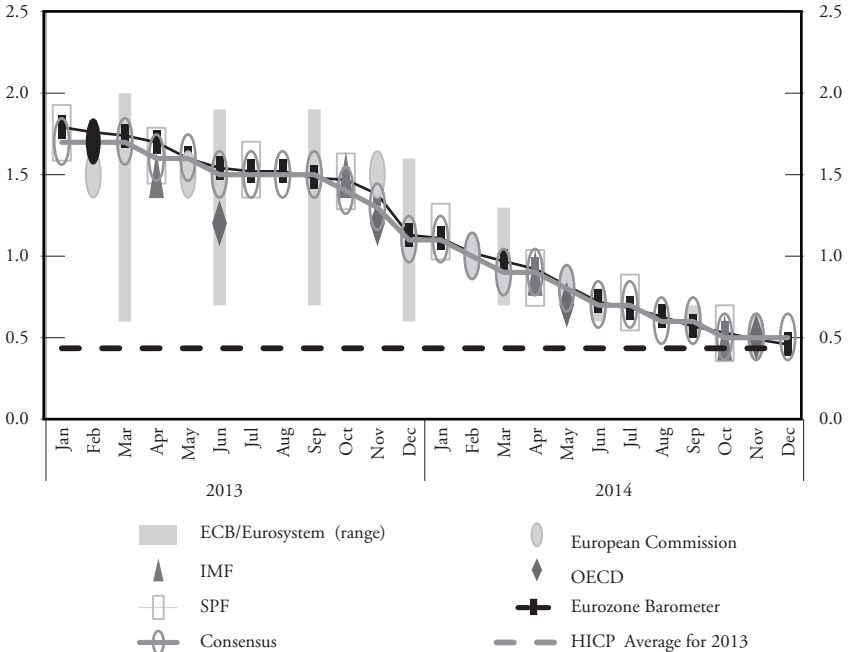 2.5 2.5
2.0 2.0
1.5 1.5
1.0 1.0
0.5 0.5
0.0 0.0
Jan Feb Mar Apr May Jun Jul Aug Sep Oct Nov Dec Jan Feb Mar Apr May Jun Jul Aug Sep Oct Nov Dec
2013 2014
ECB/Eurosystem (range)
IMF
SPF
Consensus
European Commission
OECD
Eurozone Barometer
HICP Average for 2013